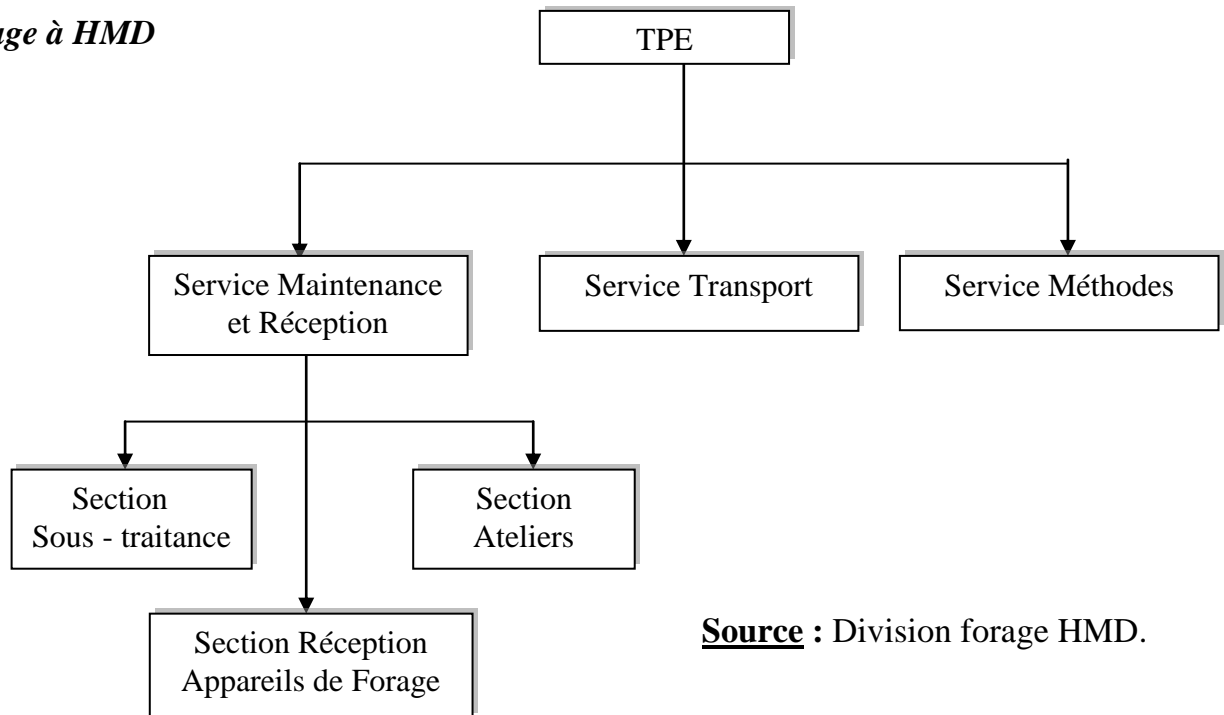 à HMD
TPE
Service Maintenance
et Réception
Service Transport
Service Méthodes
Section
Sous - traitance
Section
Ateliers
Section Réception
Appareils de Forage
Source : Division forage HMD.